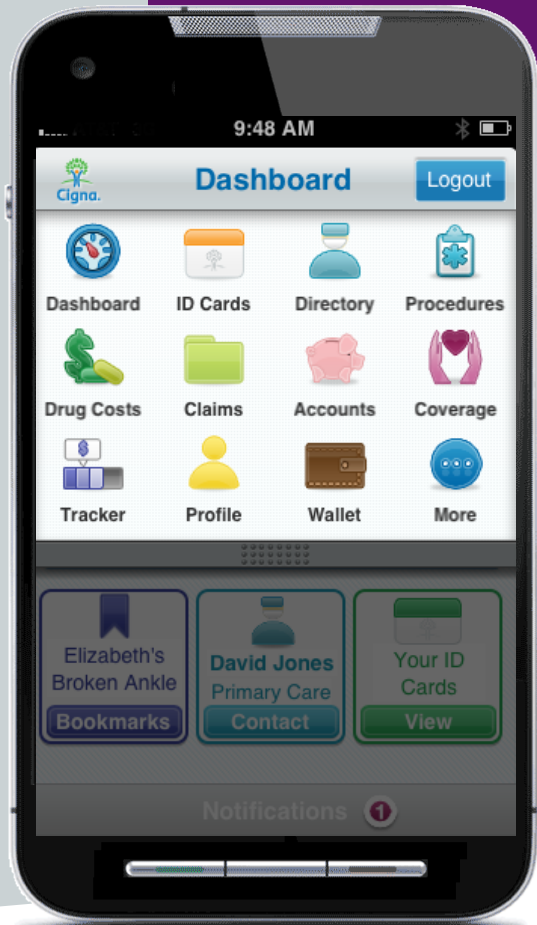 9:48 AM
Cigna.
Dashboard
Logout
Dashboard
ID Cards
Directory
Procedures
Drug Costs
Claims
Accounts
Coverage
$
Tracker
Profile
Wallet
More
Elizabeth's
Broken Ankle
Bookmarks
David Jones
Primary Care
Contact
Your ID
Cards
View
Notifications 1